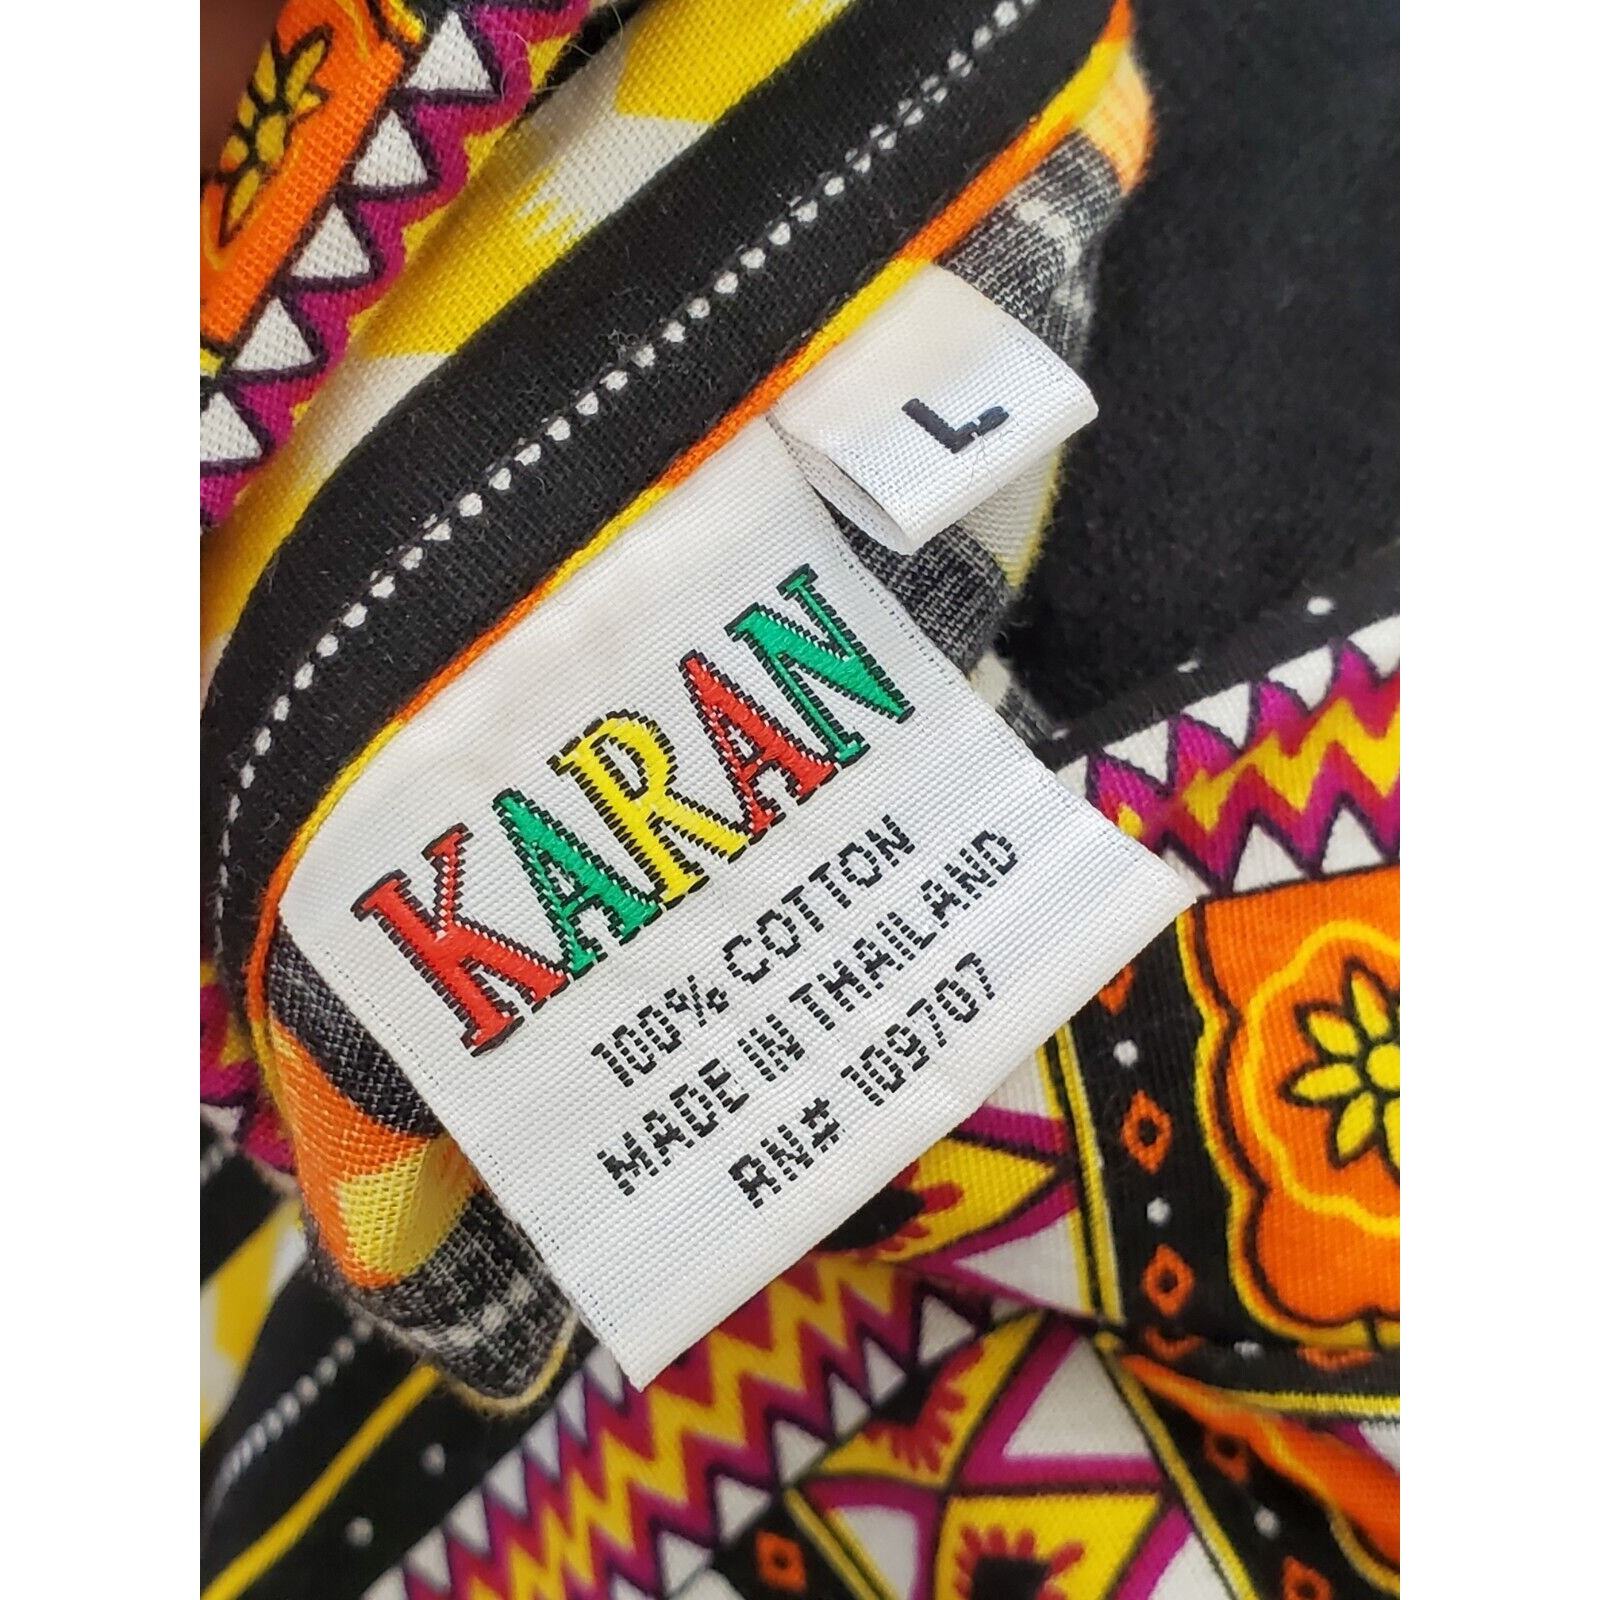 L
KARAN
100% COTTON
MADE IN THAILAND
RN# 109707